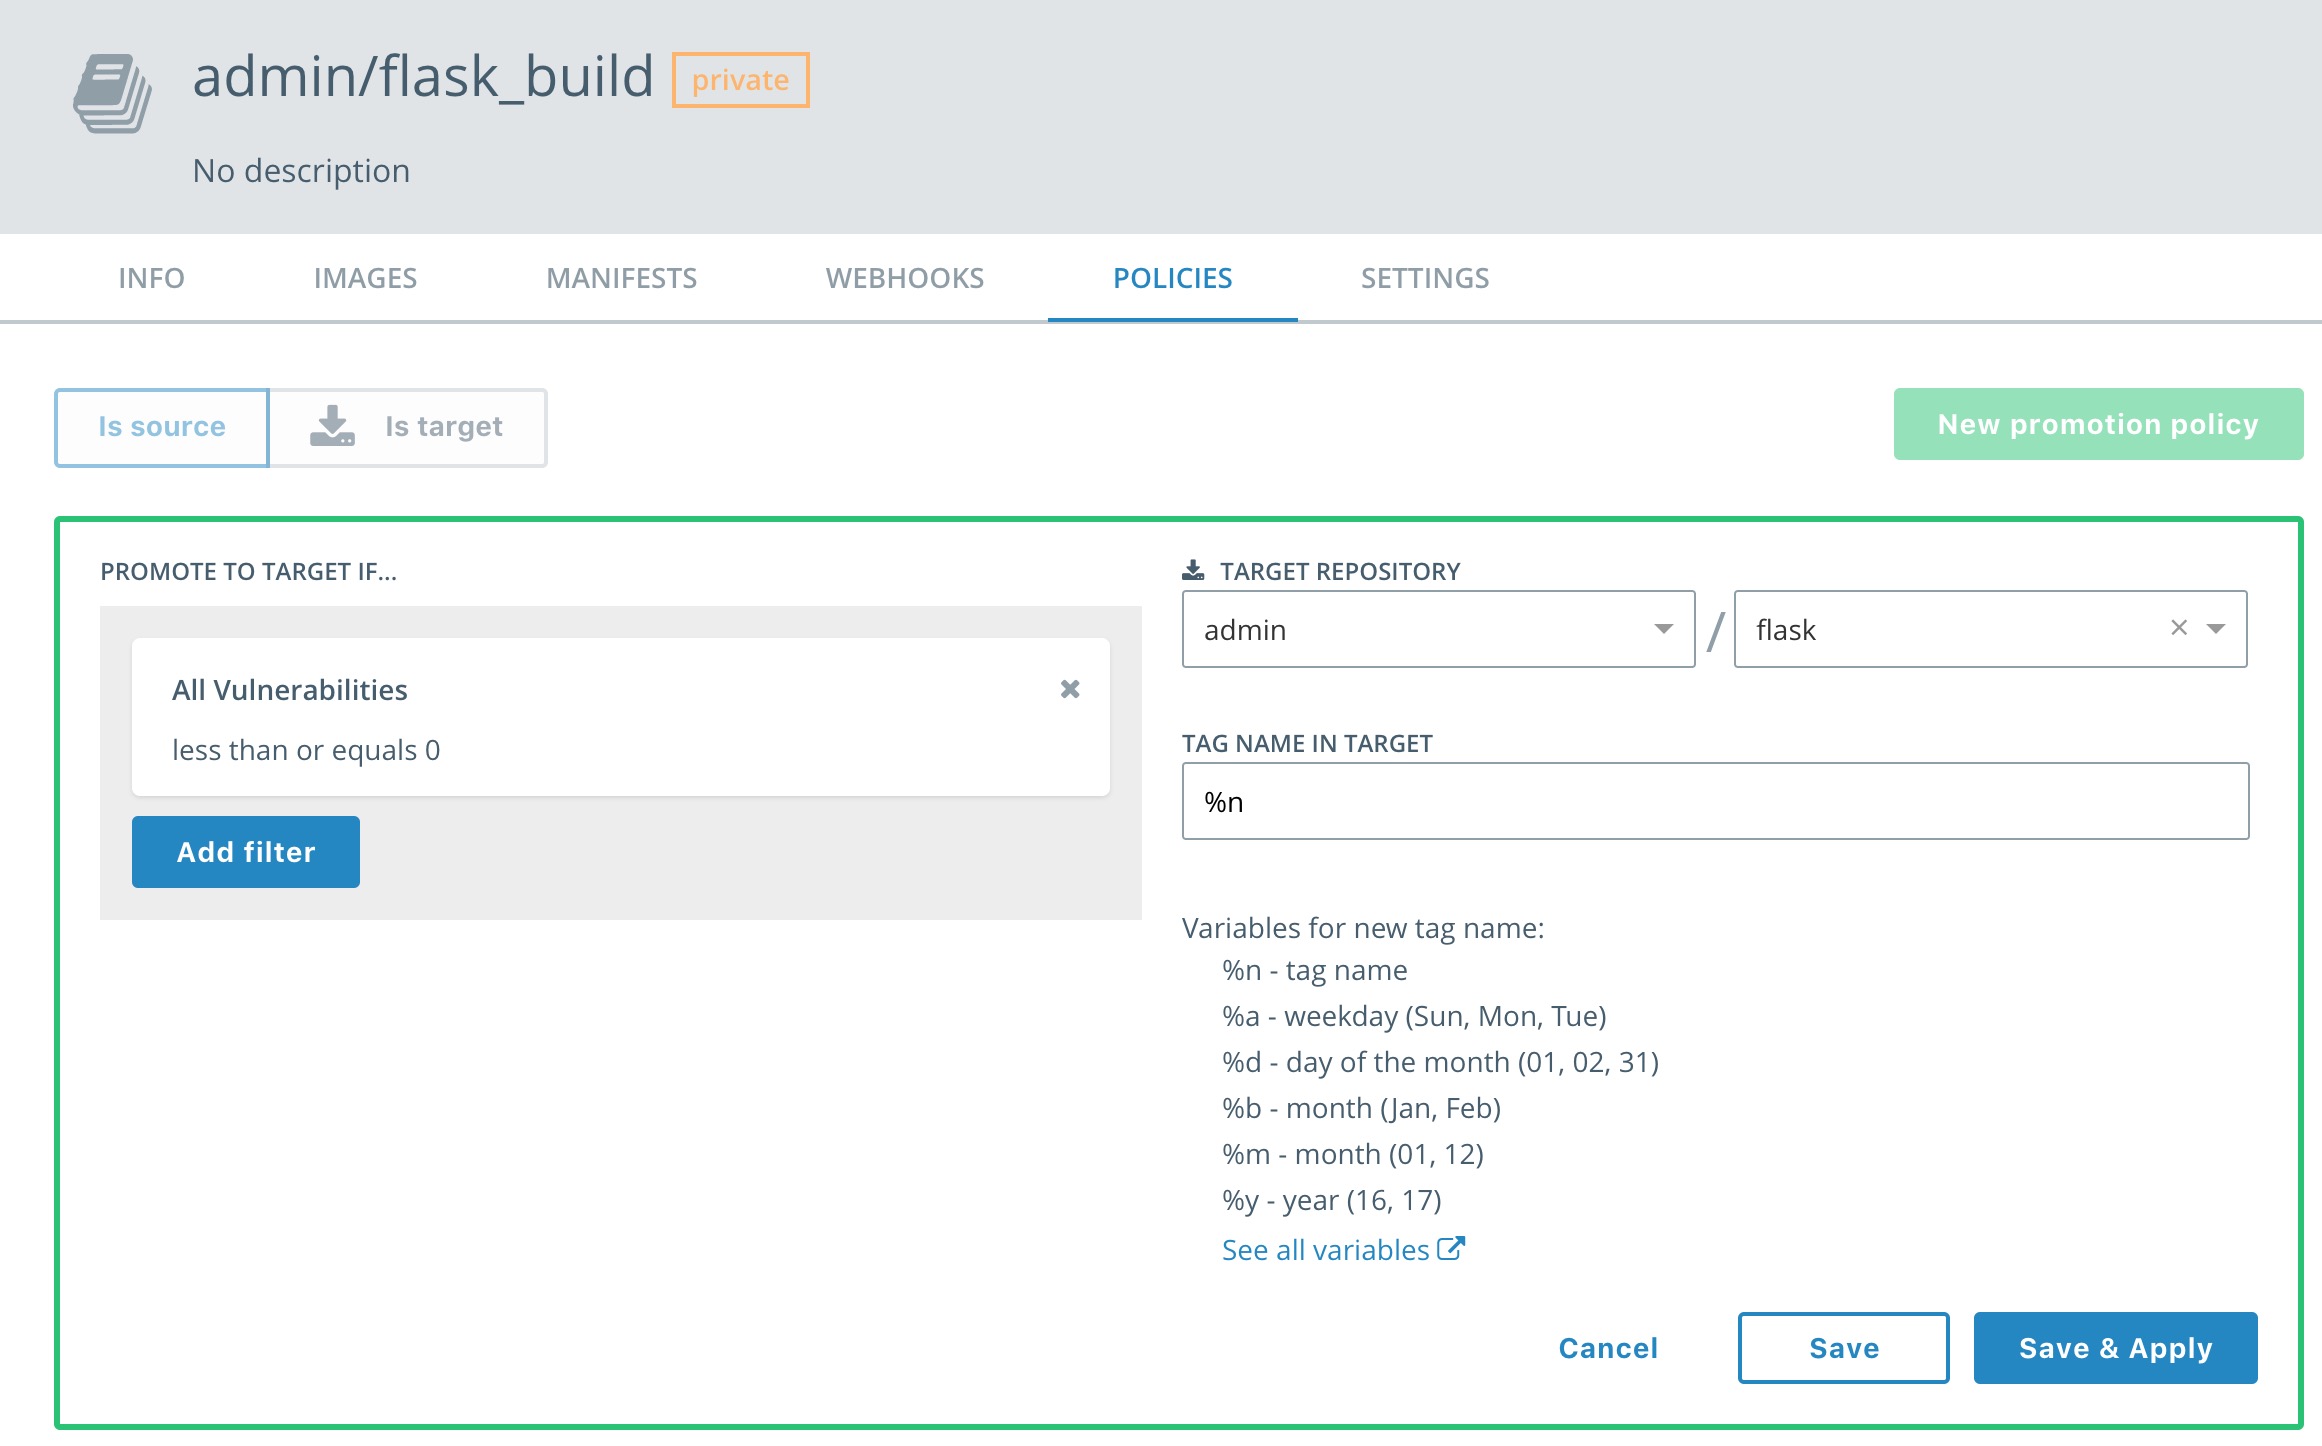 admin/flask_build private
No description
INFO IMAGES MANIFESTS WEBHOOKS POLICIES SETTINGS
Is source Is target New promotion policy
PROMOTE TO TARGET IF...
All Vulnerabilities
less than or equals 0
Add filter
TARGET REPOSITORY
admin / flask
TAG NAME IN TARGET
%n
Variables for new tag name:
%n - tag name
%a - weekday (Sun, Mon, Tue)
%d - day of the month (01, 02, 31)
%b - month (Jan, Feb)
%m - month (01, 12)
%y - year (16, 17)
See all variables
Cancel Save Save & Apply